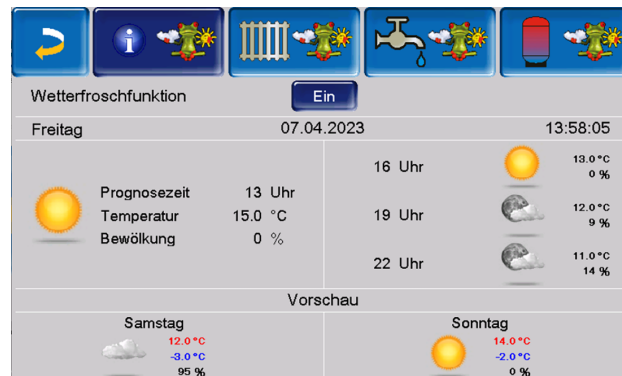 i
Wetterfroschfunktion Ein
Freitag 07.04.2023 13:58:05
Prognosezeit 13 Uhr
Temperatur 15.0 °C
Bewölkung 0 %
16 Uhr 13.0°C
0 %
19 Uhr 12.0°C
9 %
22 Uhr 11.0°C
14 %
Vorschau
Samstag
12.0°C
-3.0°C
95 %
Sonntag
14.0°C
-2.0°C
0 %